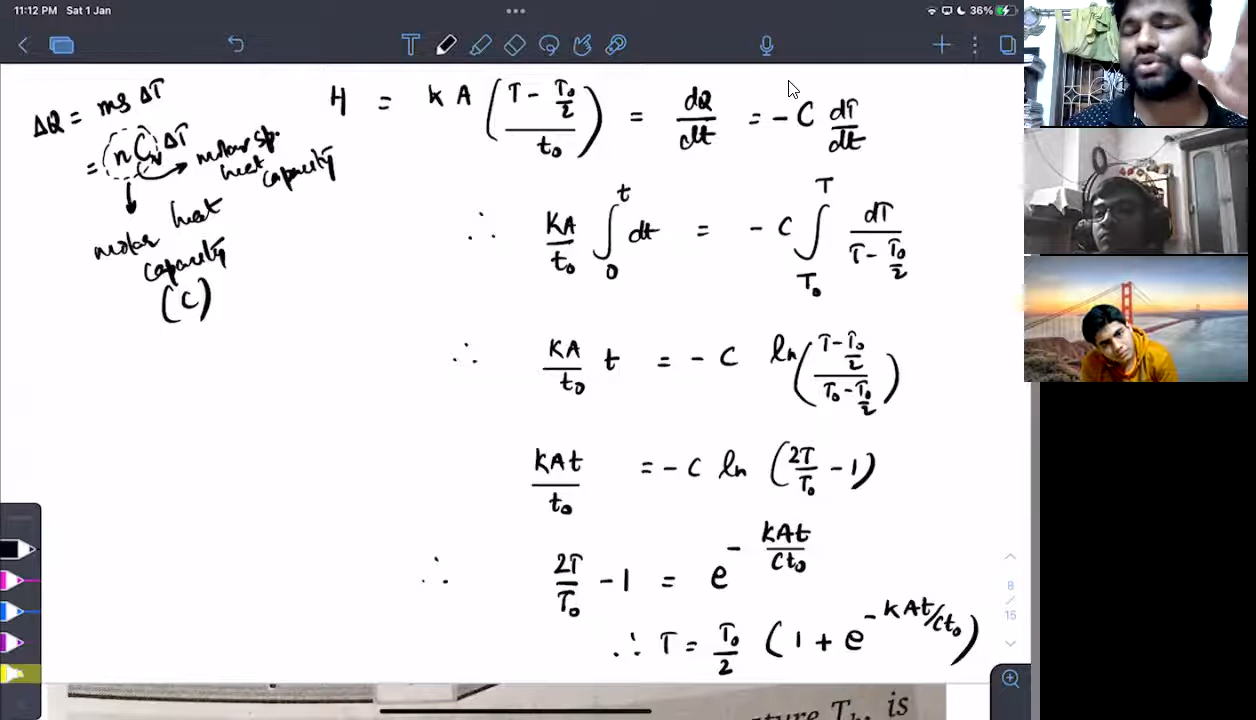 11:12 PM Sat 1 Jan
36%
ΔQ = ms ΔT
= nCv ΔT
molar sp. heat capacity
molar heat capacity
(C)
H = KA ((T - T₀/2)/t₀) = dQ/dt = -C dT/dt
∴ KA/t₀ ∫₀ᵗ dt = -C ∫_{T₀}^{T} dT/(T - T₀/2)
∴ KA/t₀ t = -C ln((T - T₀/2)/(T₀ - T₀/2))
KAt/t₀ = -C ln (2T/T₀ - 1)
∴ 2T/T₀ - 1 = e^{-KAt/Ct₀}
∴ T = T₀/2 (1 + e^{-KAt/Ct₀})
8
/
15
is